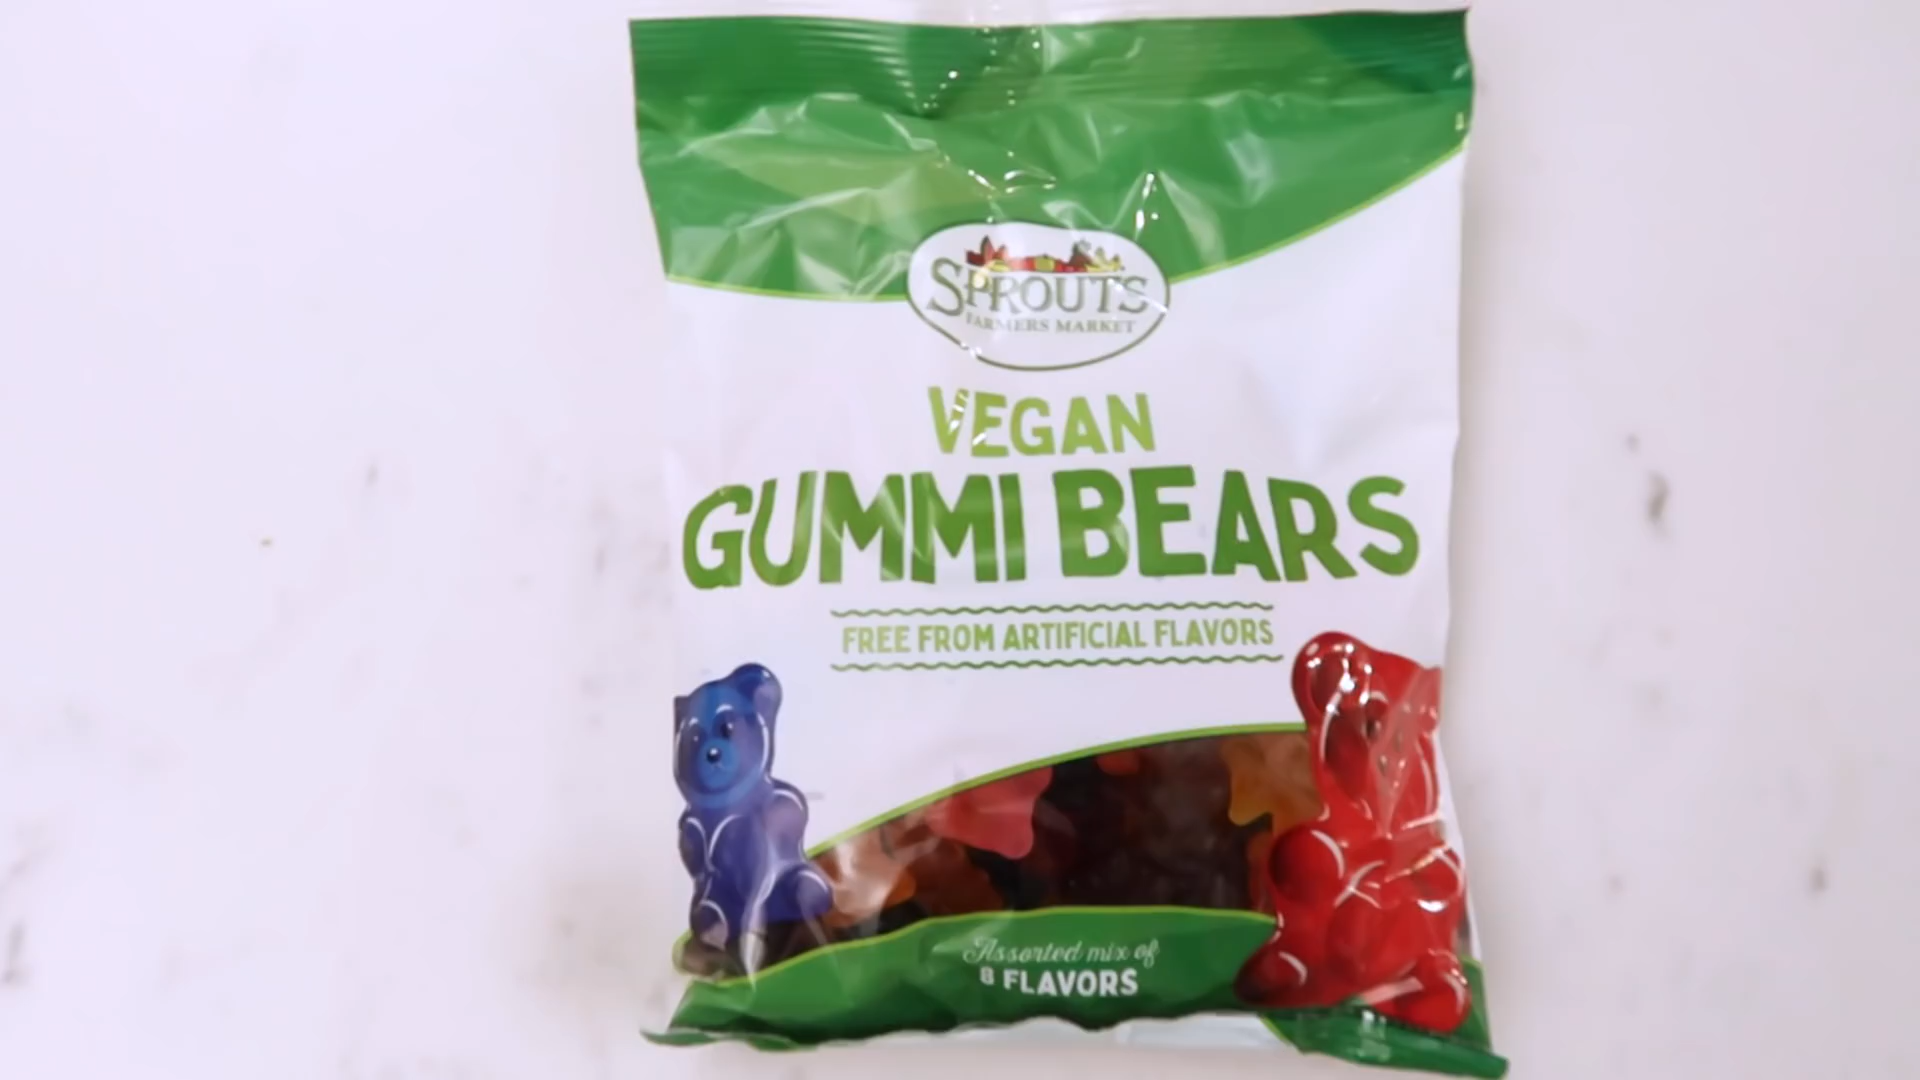 SPROUTS
FARMERS MARKET
VEGAN
GUMMI BEARS
FREE FROM ARTIFICIAL FLAVORS
Assorted mix of
8 FLAVORS